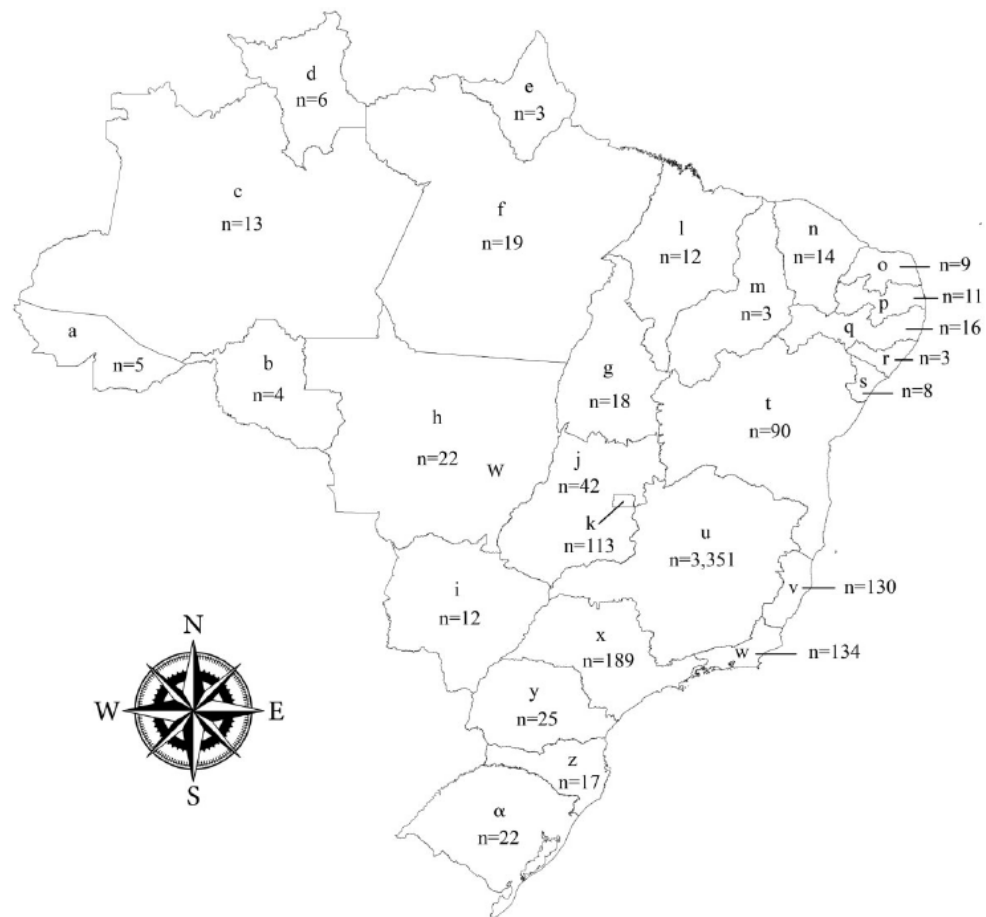 d
n=6
e
n=3
c
n=13
f
n=19
l
n=12
n
n=14
o
n=9
m
n=3
p
n=11
q
n=16
r
n=3
s
n=8
a
n=5
b
n=4
g
n=18
t
n=90
h
n=22
W
j
n=42
k
n=113
u
n=3,351
v
n=130
i
n=12
x
n=189
w
n=134
N
W
E
S
y
n=25
z
n=17
α
n=22